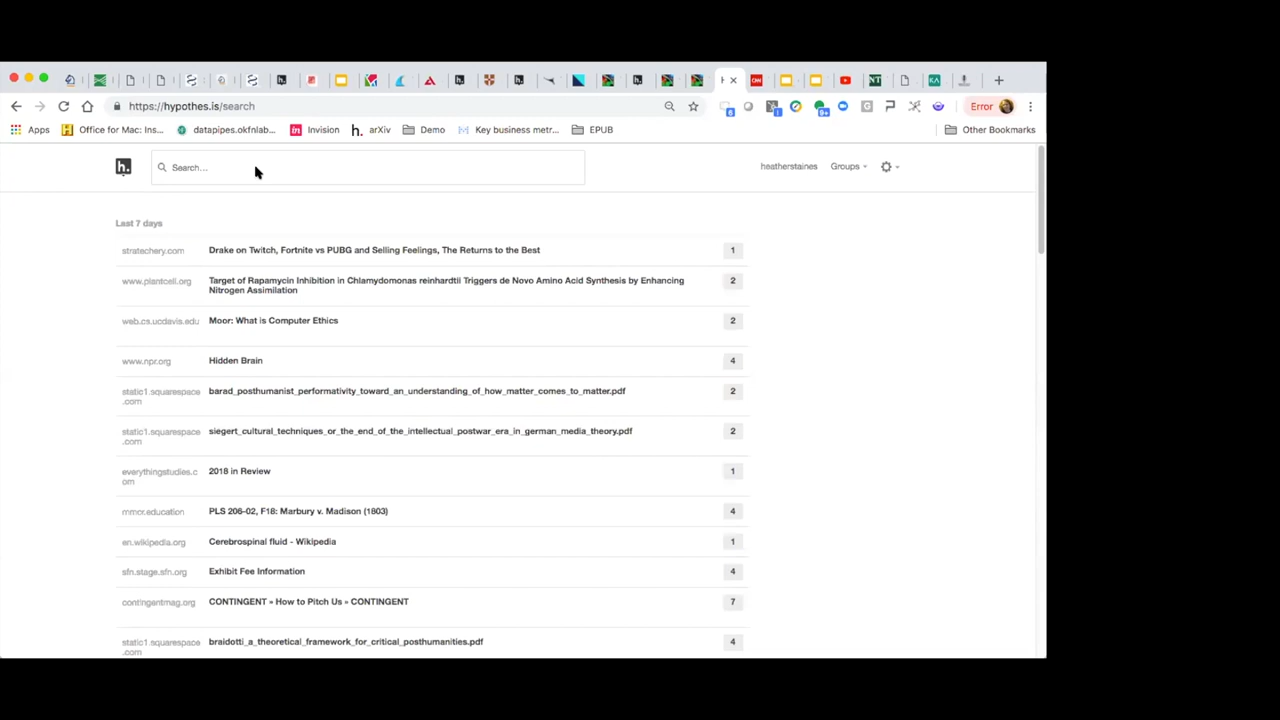 https://hypothes.is/search
Error
Apps
Office for Mac: Ins...
datapipes.okfnlab...
Invision
arXiv
Demo
Key business metr...
EPUB
Other Bookmarks
h.
Search...
heatherstaines
Groups
Last 7 days
stratechery.com
Drake on Twitch, Fortnite vs PUBG and Selling Feelings, The Returns to the Best
1
www.plantcell.org
Target of Rapamycin Inhibition in Chlamydomonas reinhardtii Triggers de Novo Amino Acid Synthesis by Enhancing
Nitrogen Assimilation
2
web.cs.ucdavis.edu
Moor: What is Computer Ethics
2
www.npr.org
Hidden Brain
4
static1.squarespace
.com
barad_posthumanist_performativity_toward_an_understanding_of_how_matter_comes_to_matter.pdf
2
static1.squarespace
.com
siegert_cultural_techniques_or_the_end_of_the_intellectual_postwar_era_in_german_media_theory.pdf
2
everythingstudies.c
om
2018 in Review
1
mmcr.education
PLS 206-02, F18: Marbury v. Madison (1803)
4
en.wikipedia.org
Cerebrospinal fluid - Wikipedia
1
sfn.stage.sfn.org
Exhibit Fee Information
4
contingentmag.org
CONTINGENT » How to Pitch Us » CONTINGENT
7
static1.squarespace
.com
braidotti_a_theoretical_framework_for_critical_posthumanities.pdf
4